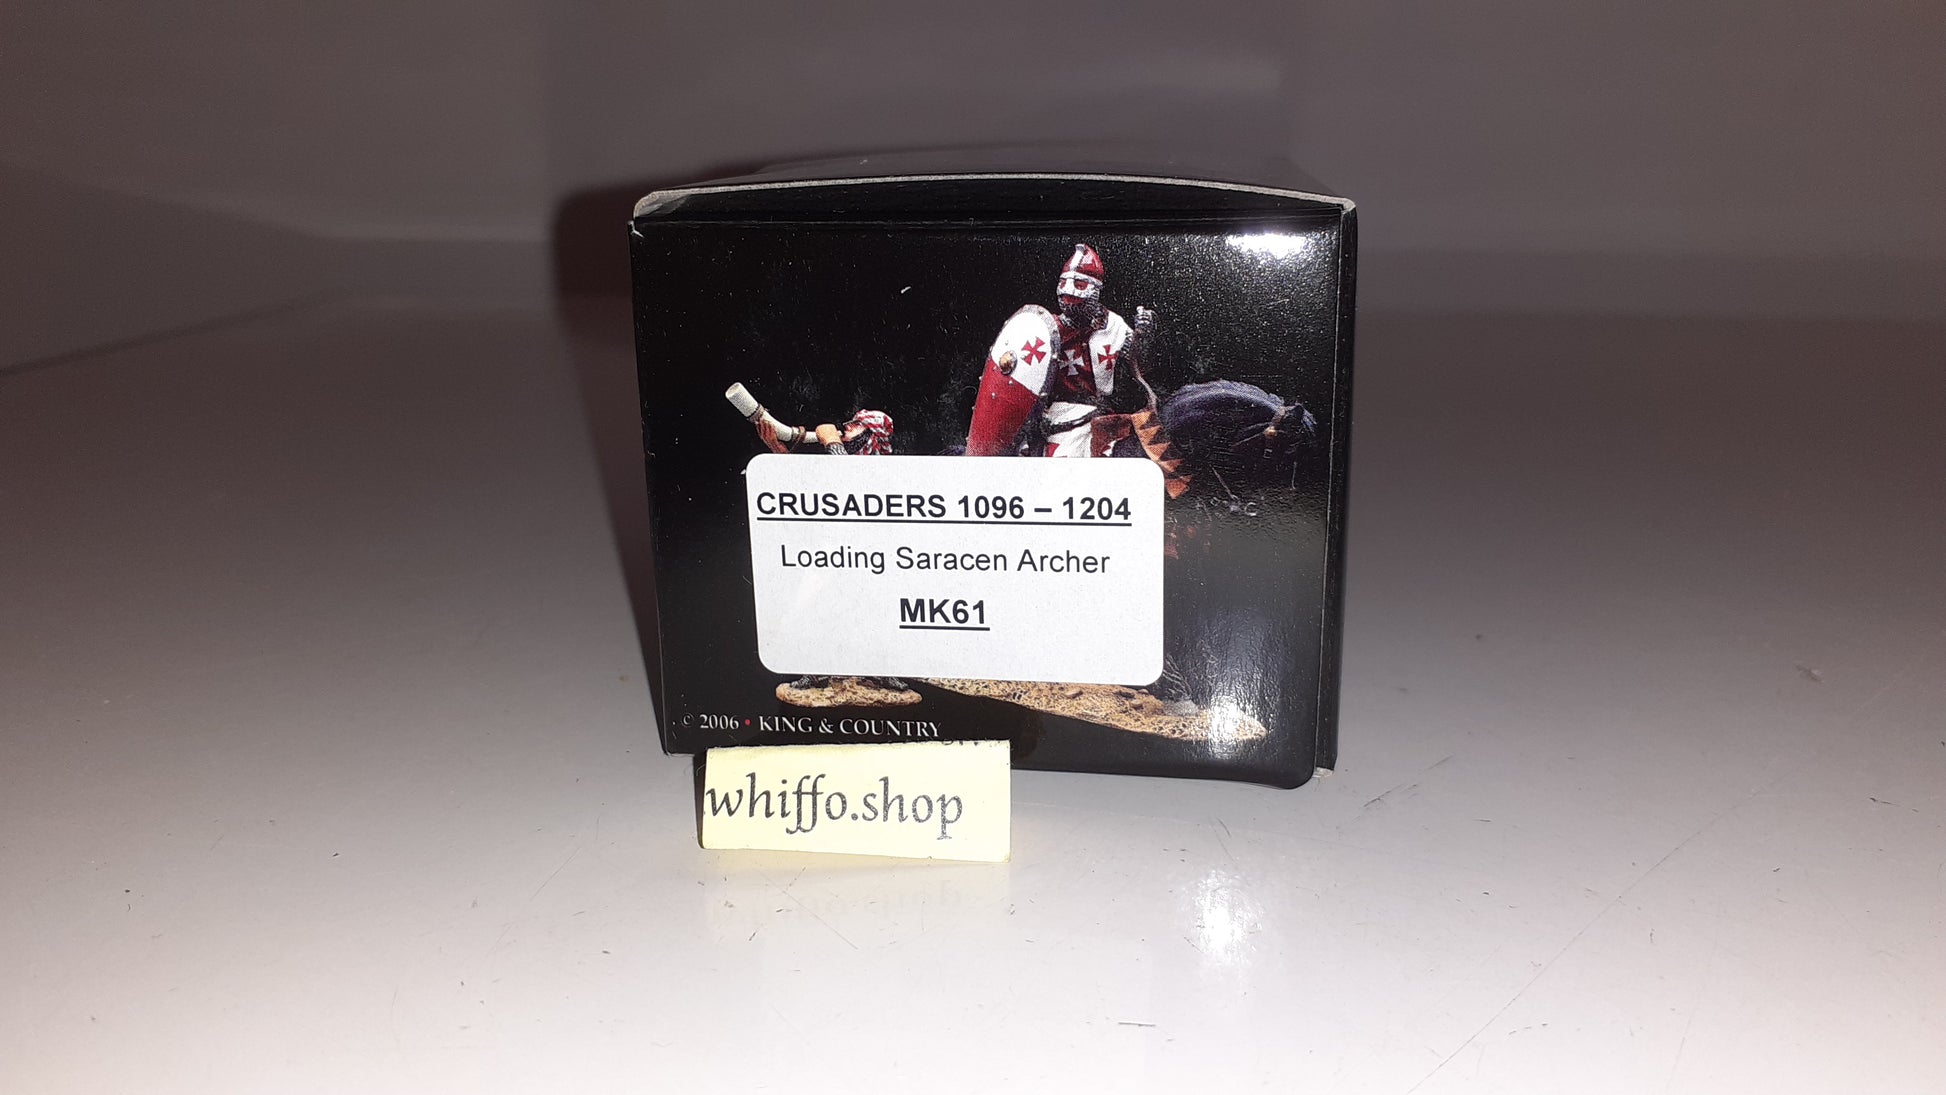 CRUSADERS 1096 – 1204
Loading Saracen Archer
MK61
© 2006 • KING & COUNTRY
whiffo.shop